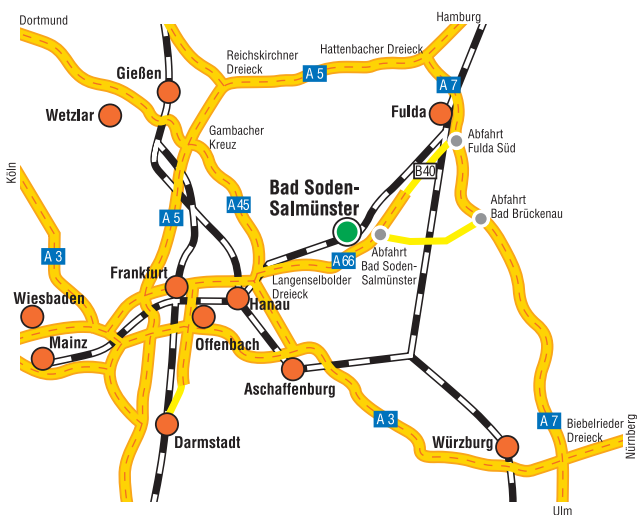 Dortmund
Hamburg
Reichskirchner
Dreieck
Hattenbacher Dreieck
Gießen
A 5
A 7
Wetzlar
Fulda
Gambacher
Kreuz
Abfahrt
Fulda Süd
Köln
B40
Bad Soden-
Salmünster
A 5
A45
Abfahrt
Bad Brückenau
A 3
A66
Abfahrt
Bad Soden-
Salmünster
Frankfurt
Langenselbolder
Dreieck
Wiesbaden
Hanau
Mainz
Offenbach
Aschaffenburg
A 3
A 7
Biebelrieder
Dreieck
Darmstadt
Würzburg
Nürnberg
Ulm